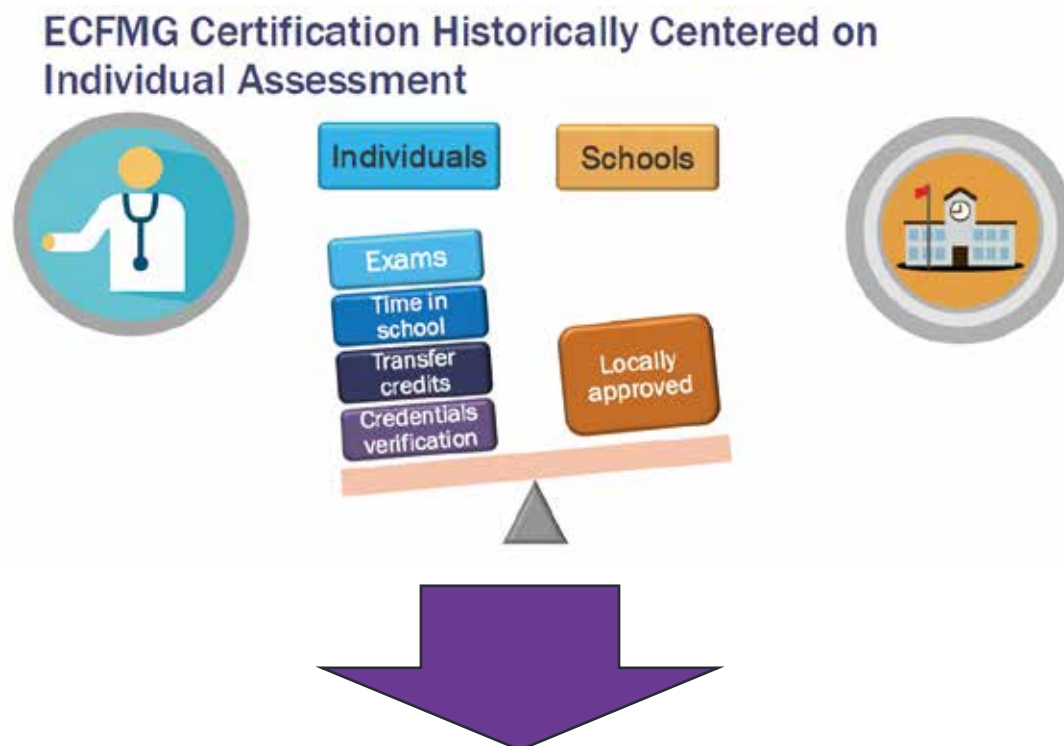 ECFMG Certification Historically Centered on
Individual Assessment
Individuals
Schools
Exams
Time in
school
Transfer
credits
Credentials
verification
Locally
approved